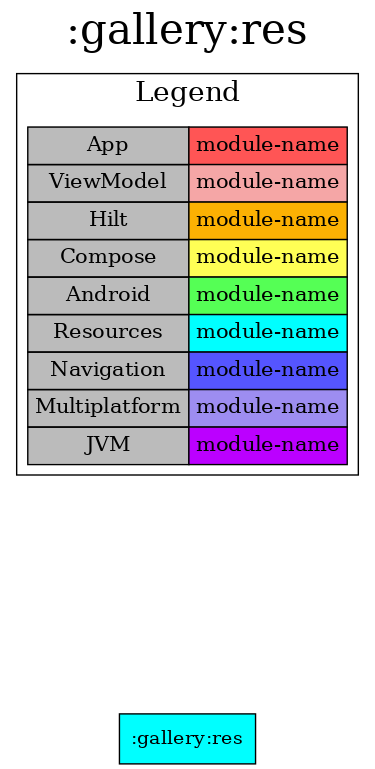 :gallery:res
Legend
App module-name
ViewModel module-name
Hilt module-name
Compose module-name
Android module-name
Resources module-name
Navigation module-name
Multiplatform module-name
JVM module-name
:gallery:res